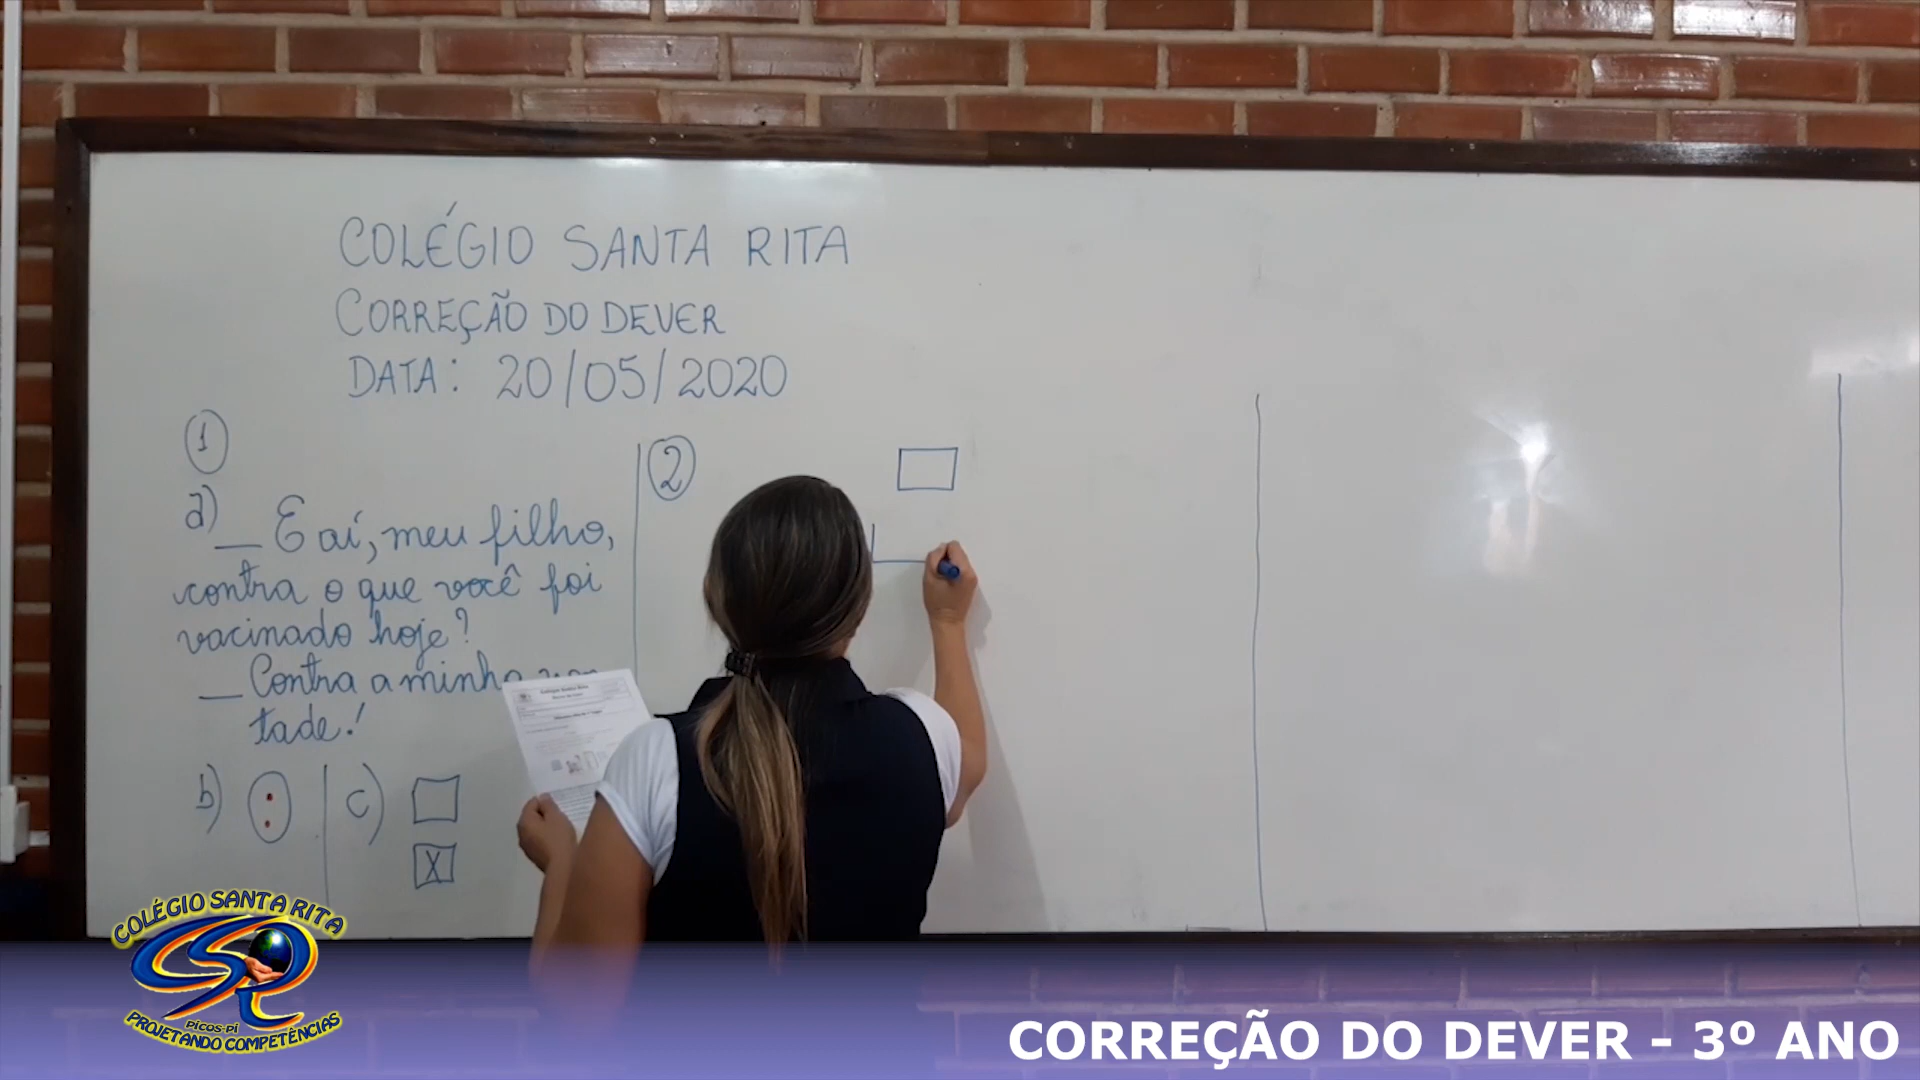 COLÉGIO SANTA RITA
CORREÇÃO DO DEVER
DATA: 20/05/2020
1
a) — E aí, meu filho,
contra o que você foi
vacinado hoje?
— Contra a minha
tade!
b) : c)
X
2
COLÉGIO SANTA RITA
CSR
PICOS-PI
PROJETANDO COMPETÊNCIAS
CORREÇÃO DO DEVER - 3º ANO